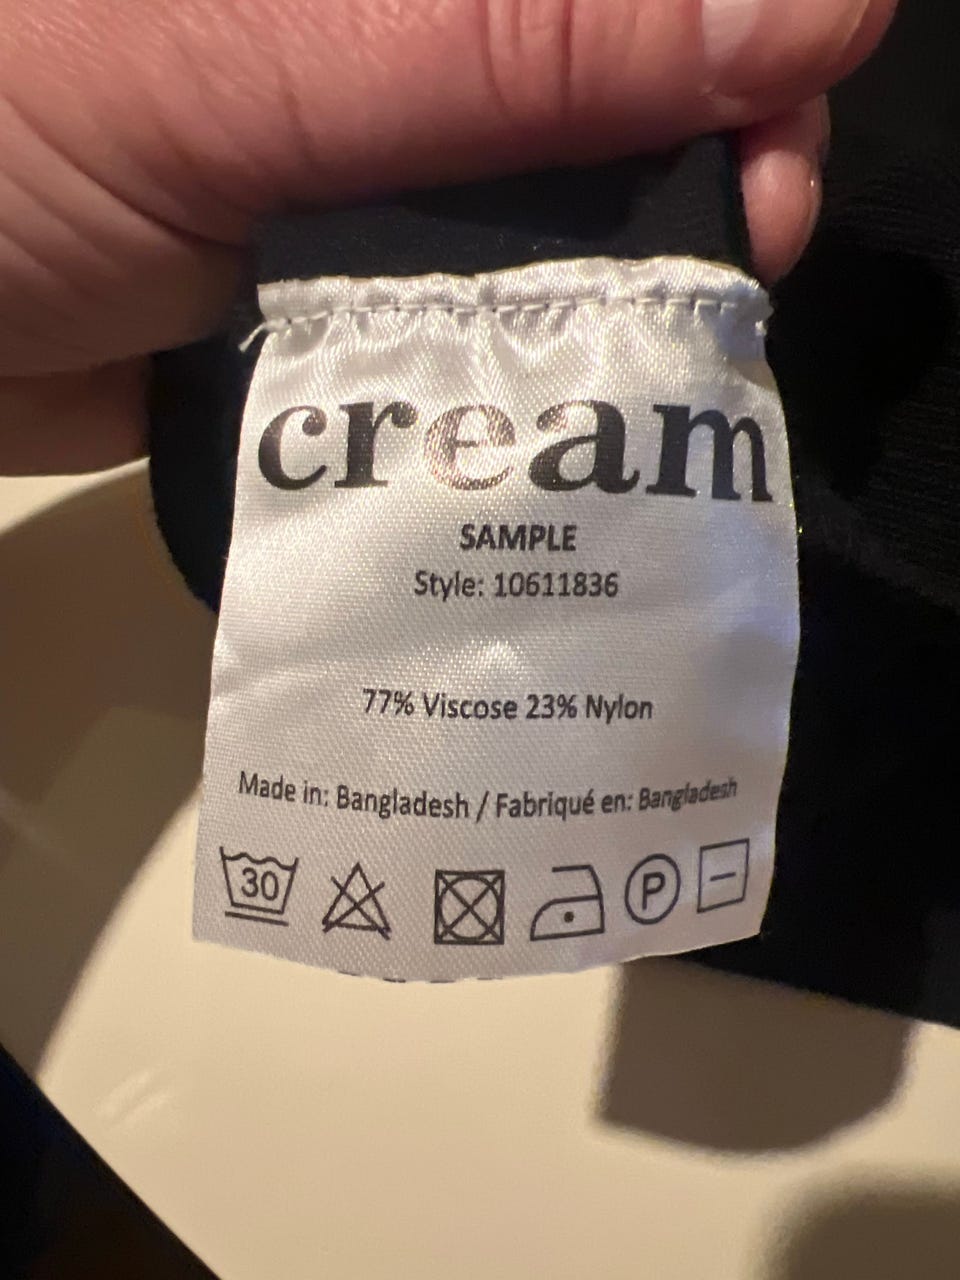 cream
SAMPLE
Style: 10611836
77% Viscose 23% Nylon
Made in: Bangladesh / Fabriqué en: Bangladesh
30
P